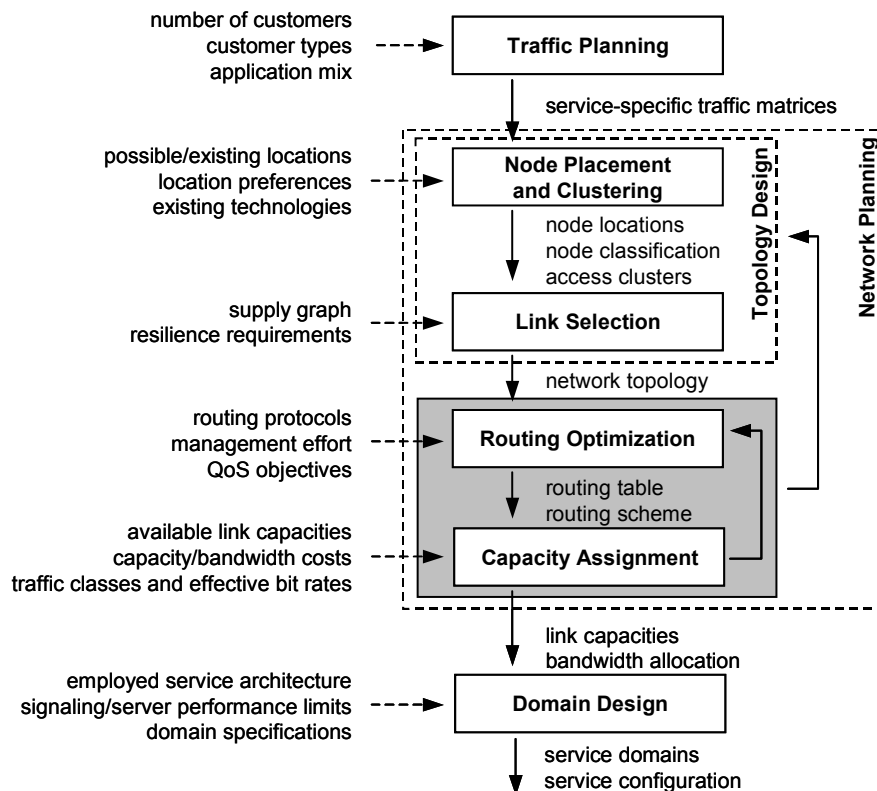 number of customers
customer types
application mix
Traffic Planning
service-specific traffic matrices
possible/existing locations
location preferences
existing technologies
Node Placement
and Clustering
Topology Design
Network Planning
node locations
node classification
access clusters
supply graph
resilience requirements
Link Selection
network topology
routing protocols
management effort
QoS objectives
Routing Optimization
routing table
routing scheme
available link capacities
capacity/bandwidth costs
traffic classes and effective bit rates
Capacity Assignment
link capacities
bandwidth allocation
employed service architecture
signaling/server performance limits
domain specifications
Domain Design
service domains
service configuration